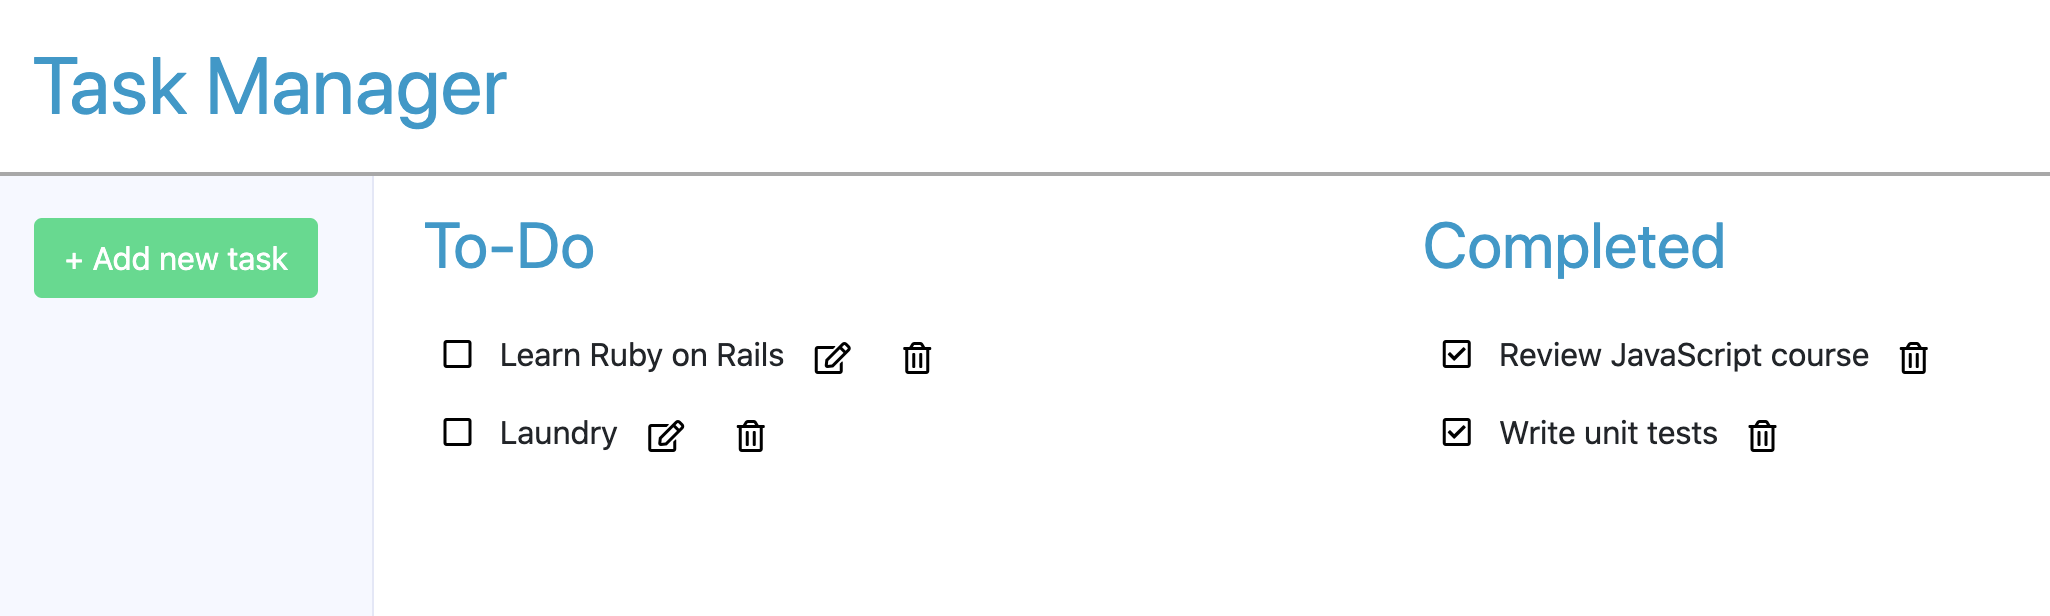 Task Manager
+ Add new task
To-Do
Learn Ruby on Rails
Laundry
Completed
Review JavaScript course
Write unit tests